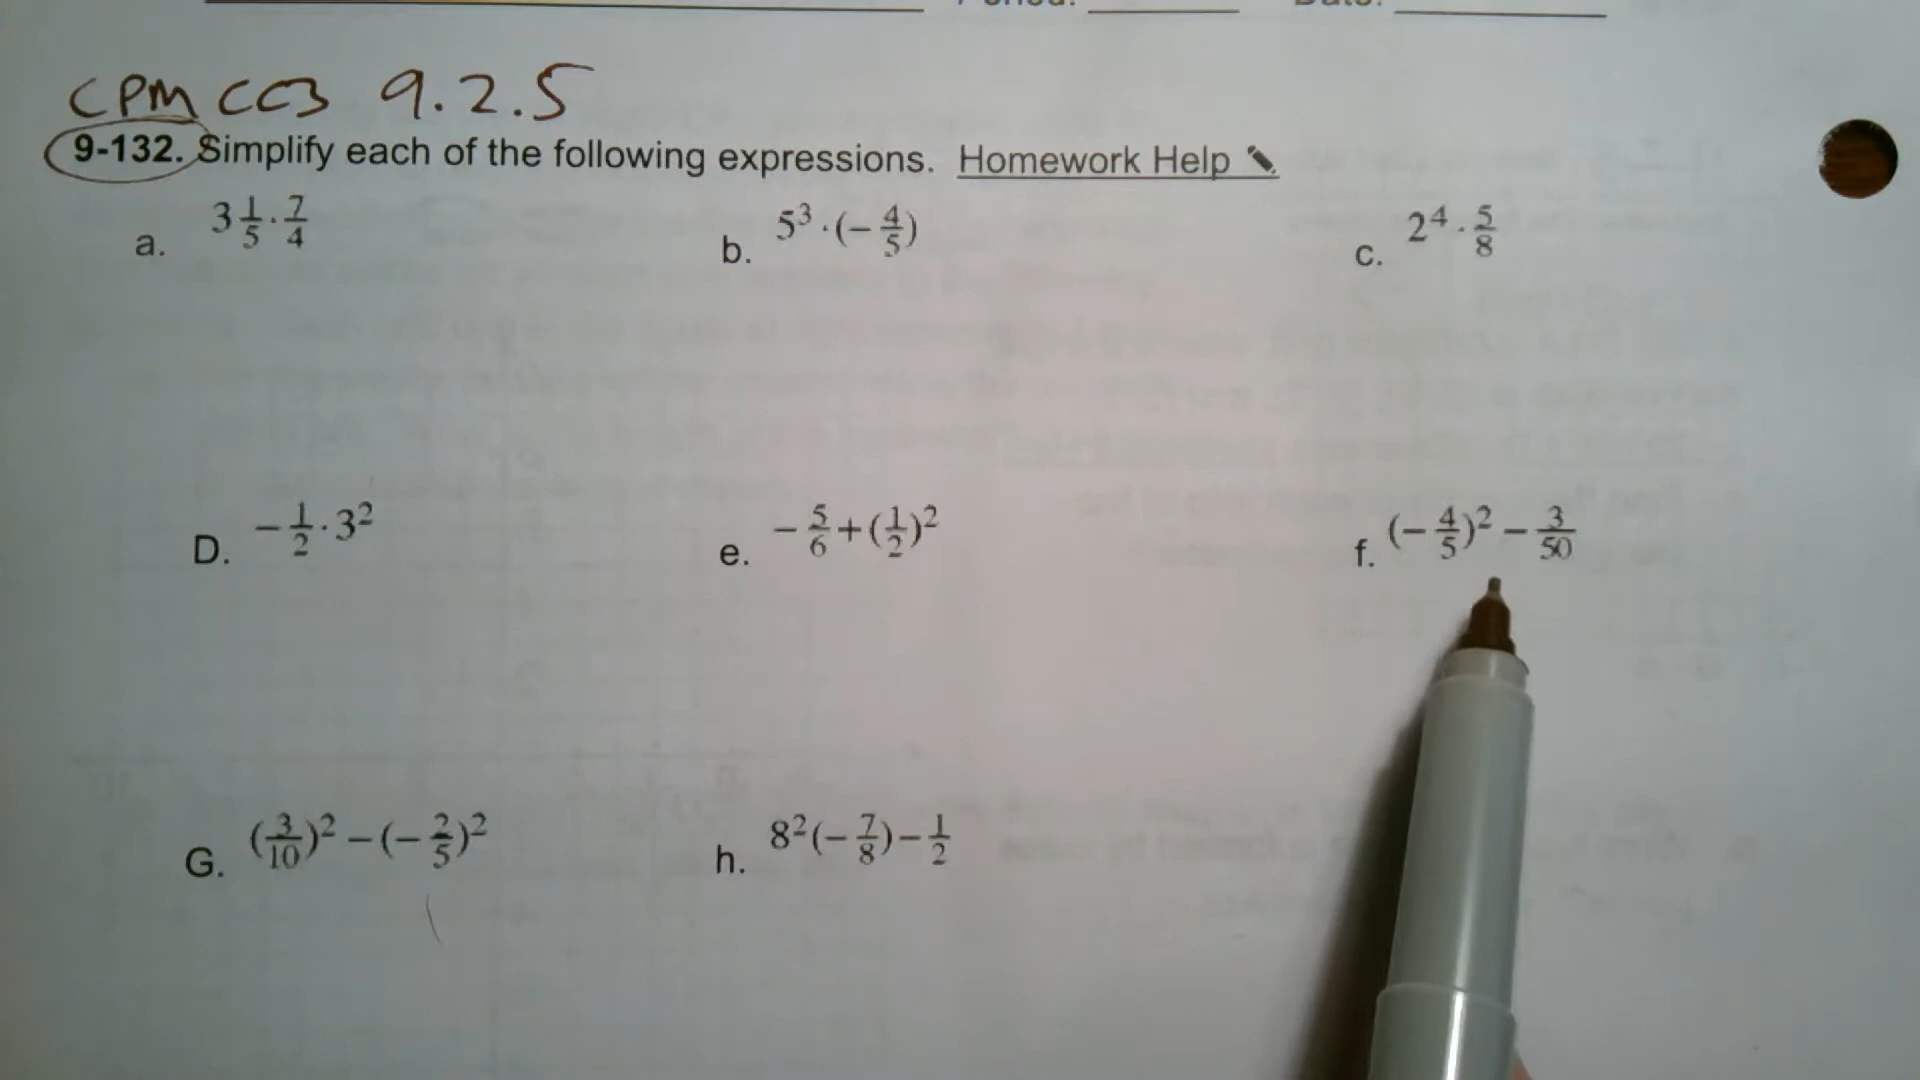 Period: Date:
CPM CC3 9.2.5
9-132. Simplify each of the following expressions. Homework Help ✎
a. 3 1/5 · 7/4
b. 5³ · (− 4/5)
c. 2⁴ · 5/8
D. − 1/2 · 3²
e. − 5/6 + (1/2)²
f. (− 4/5)² − 3/50
G. (3/10)² − (− 2/5)²
h. 8²(− 7/8) − 1/2